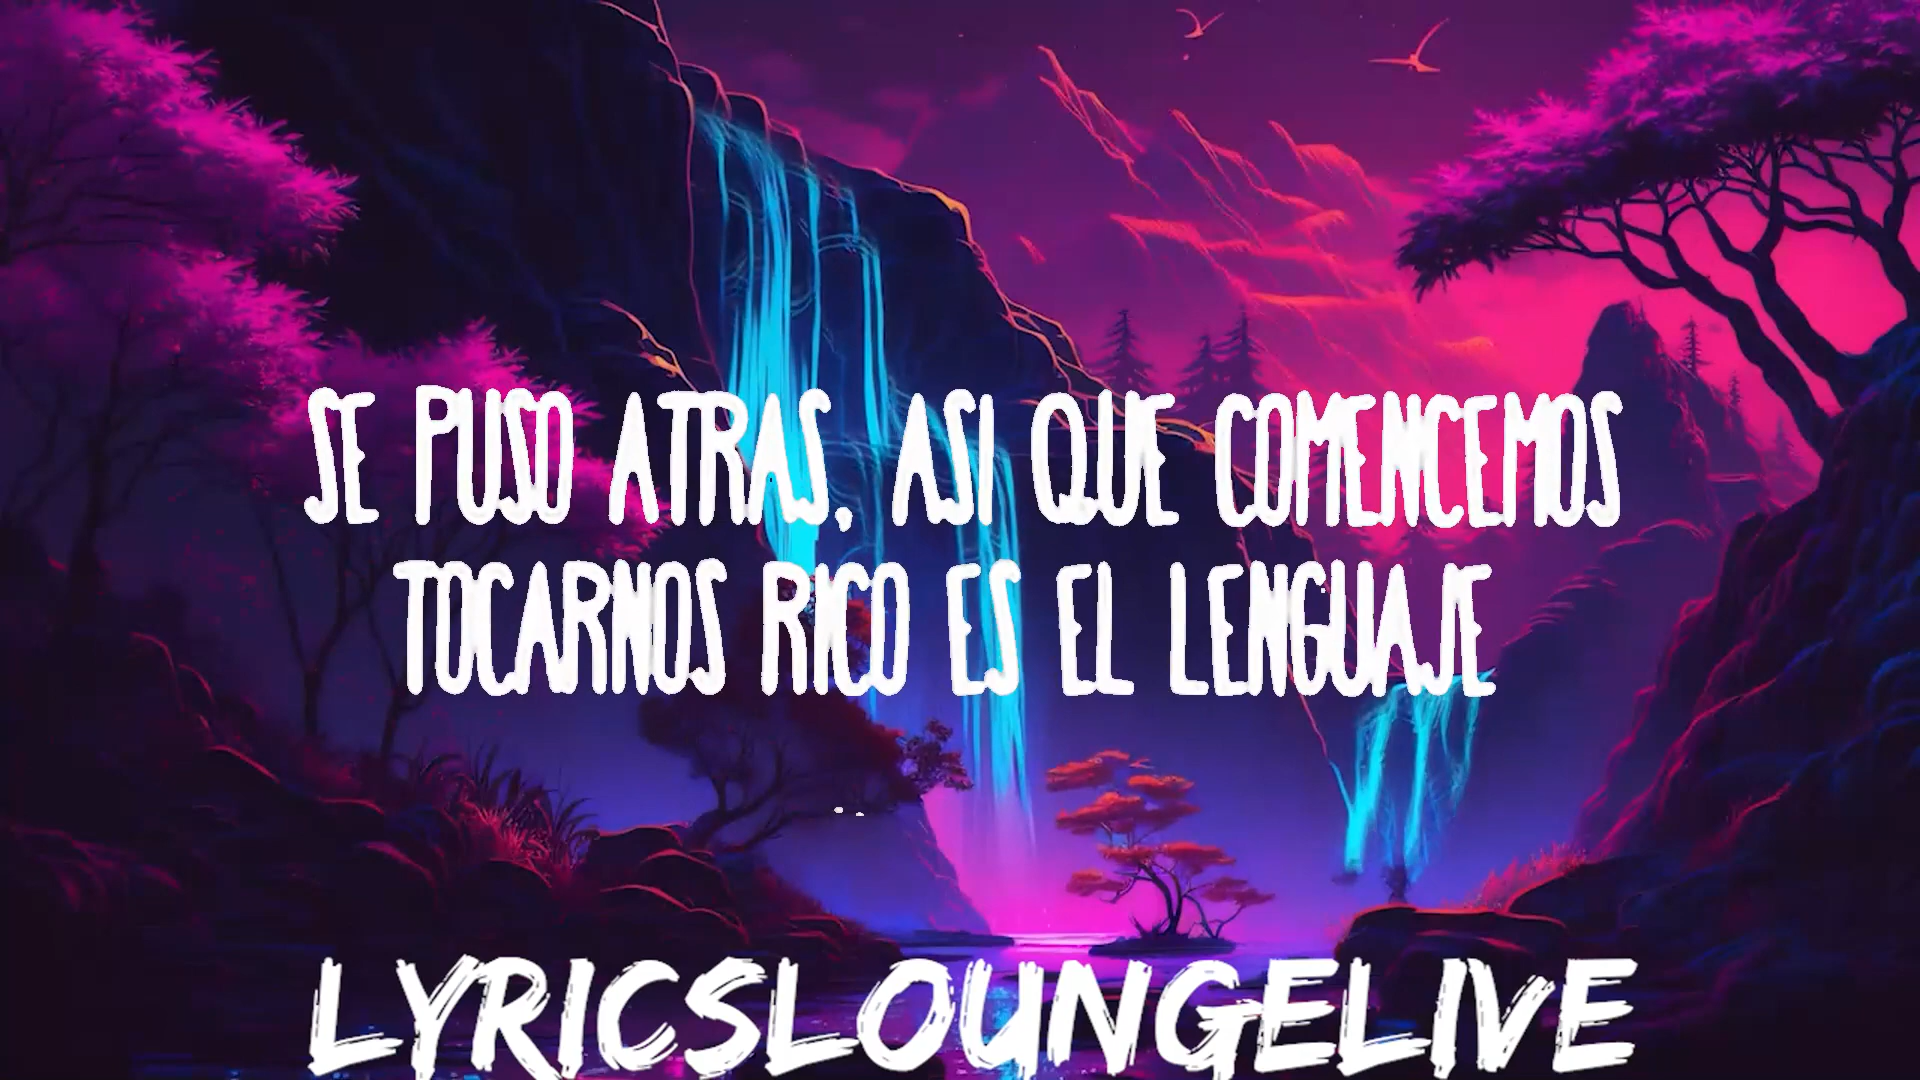 SE PUSO ATRAS, ASI QUE COMENCEMOS
TOCARNOS RICO ES EL LENGUAJE
LYRICSLOUNGELIVE